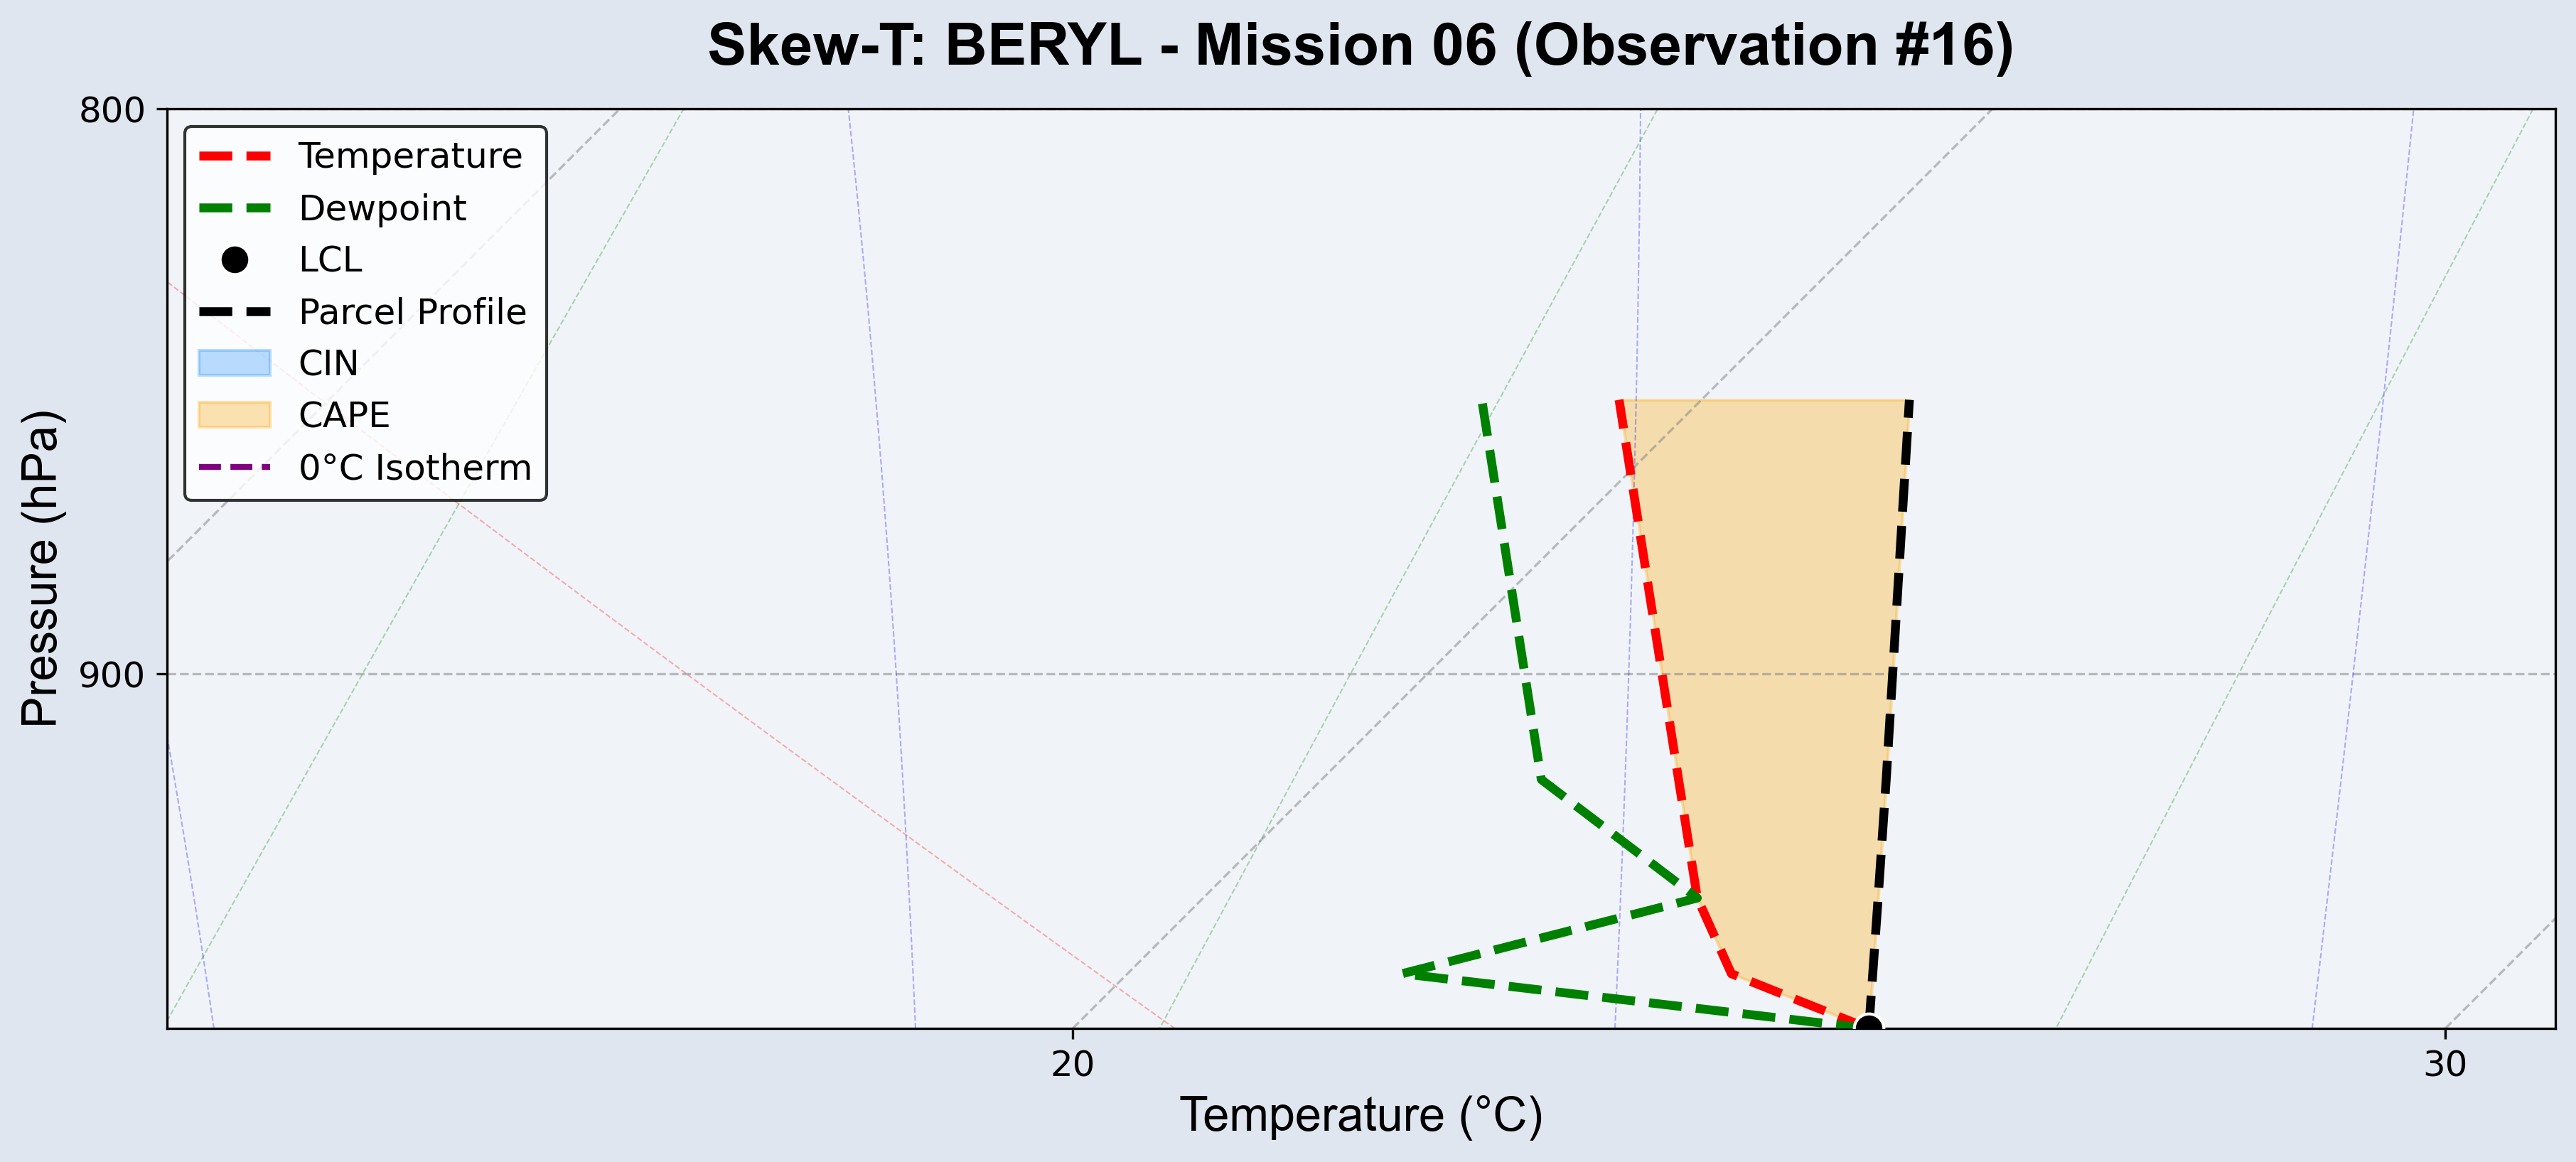 Skew-T: BERYL - Mission 06 (Observation #16)
800
Temperature
Dewpoint
LCL
Parcel Profile
CIN
CAPE
0°C Isotherm
Pressure (hPa)
900
20
30
Temperature (°C)